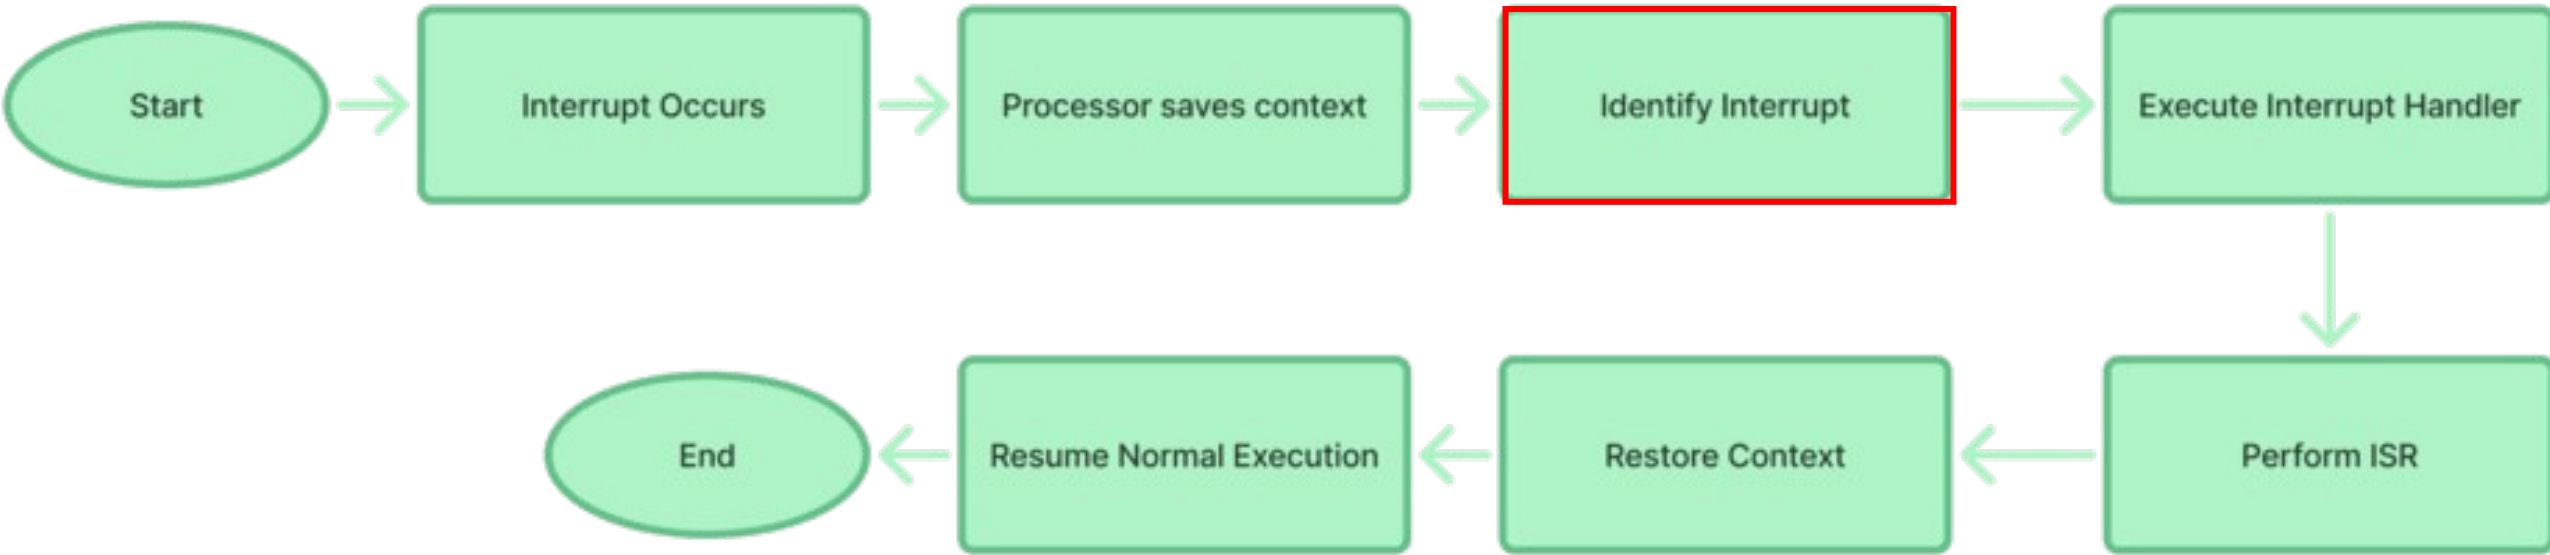 Start
Interrupt Occurs
Processor saves context
Identify Interrupt
Execute Interrupt Handler
Perform ISR
Restore Context
Resume Normal Execution
End